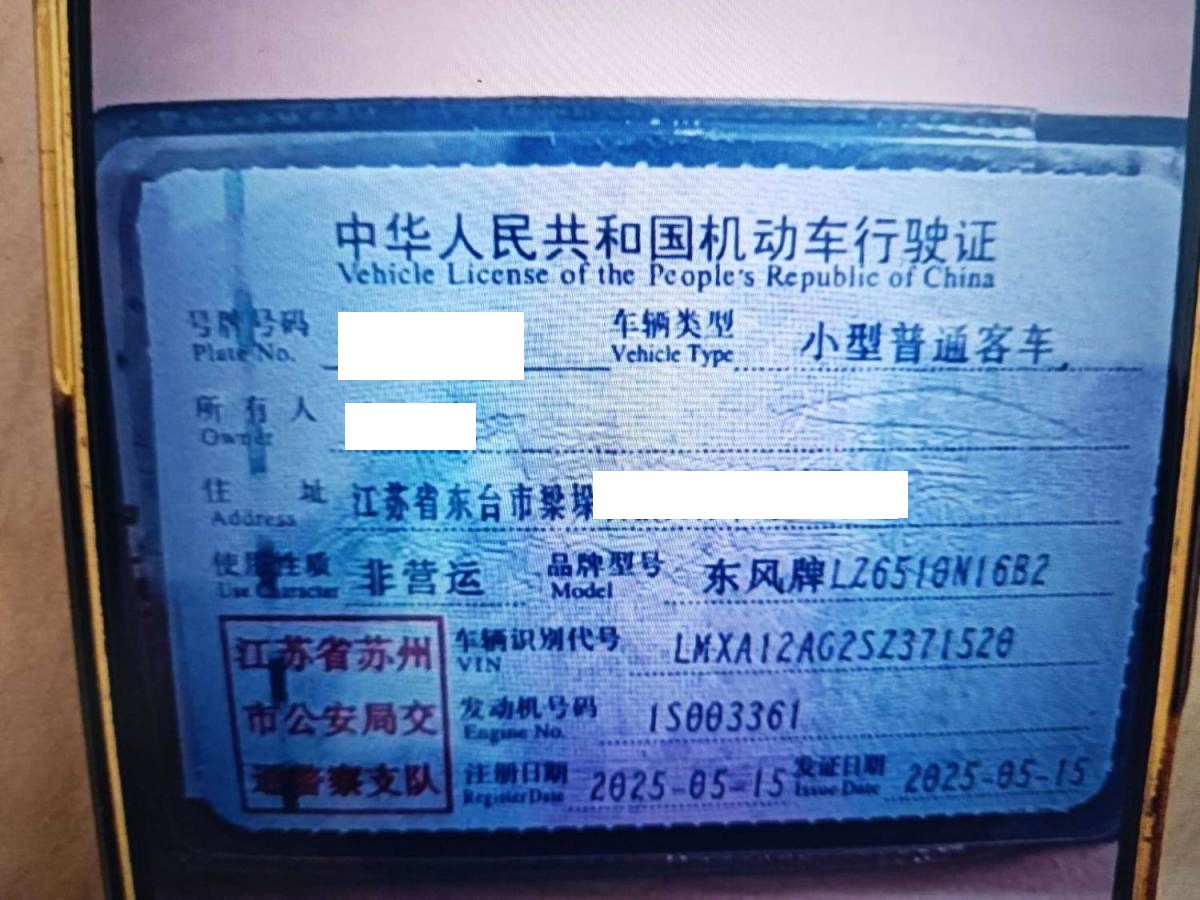 中华人民共和国机动车行驶证
Vehicle License of the People's Republic of China
号牌号码 车辆类型 小型普通客车
Plate No. Vehicle Type
所有人
Owner
住址 江苏省东台市梁垛
Address
使用性质 非营运 品牌型号 东风牌LZ6510N16B2
Use Character Model
江苏省苏州
市公安局交
通警察支队
车辆识别代号 LMXA12AG2SZ371520
VIN
发动机号码 1S003361
Engine No.
注册日期 2025-05-15 发证日期 2025-05-15
Register Date Issue Date